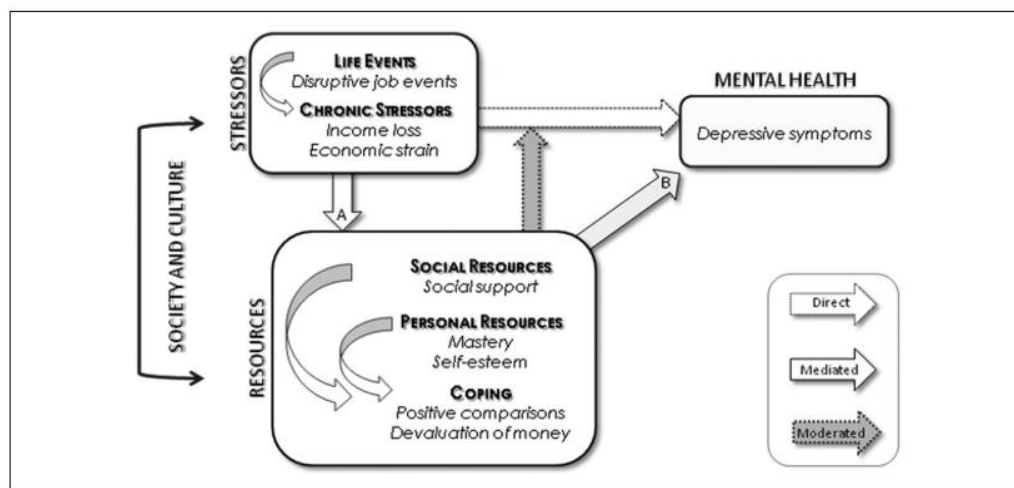 SOCIETY AND CULTURE
STRESSORS
LIFE EVENTS
Disruptive job events
CHRONIC STRESSORS
Income loss
Economic strain
MENTAL HEALTH
Depressive symptoms
A
B
RESOURCES
SOCIAL RESOURCES
Social support
PERSONAL RESOURCES
Mastery
Self-esteem
COPING
Positive comparisons
Devaluation of money
Direct
Mediated
Moderated